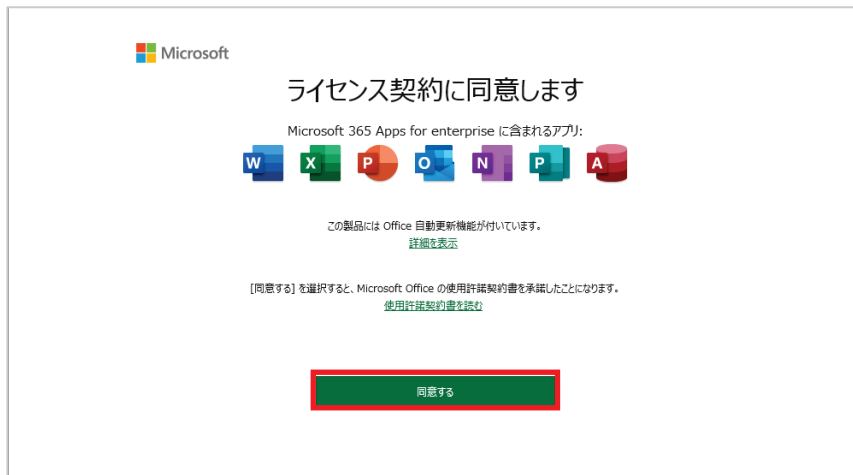 Microsoft
ライセンス契約に同意します
Microsoft 365 Apps for enterprise に含まれるアプリ:
W X P O N P A
この製品には Office 自動更新機能が付いています。
詳細を表示
[同意する] を選択すると、Microsoft Office の使用許諾契約書を承諾したことになります。
使用許諾契約書を読む
同意する